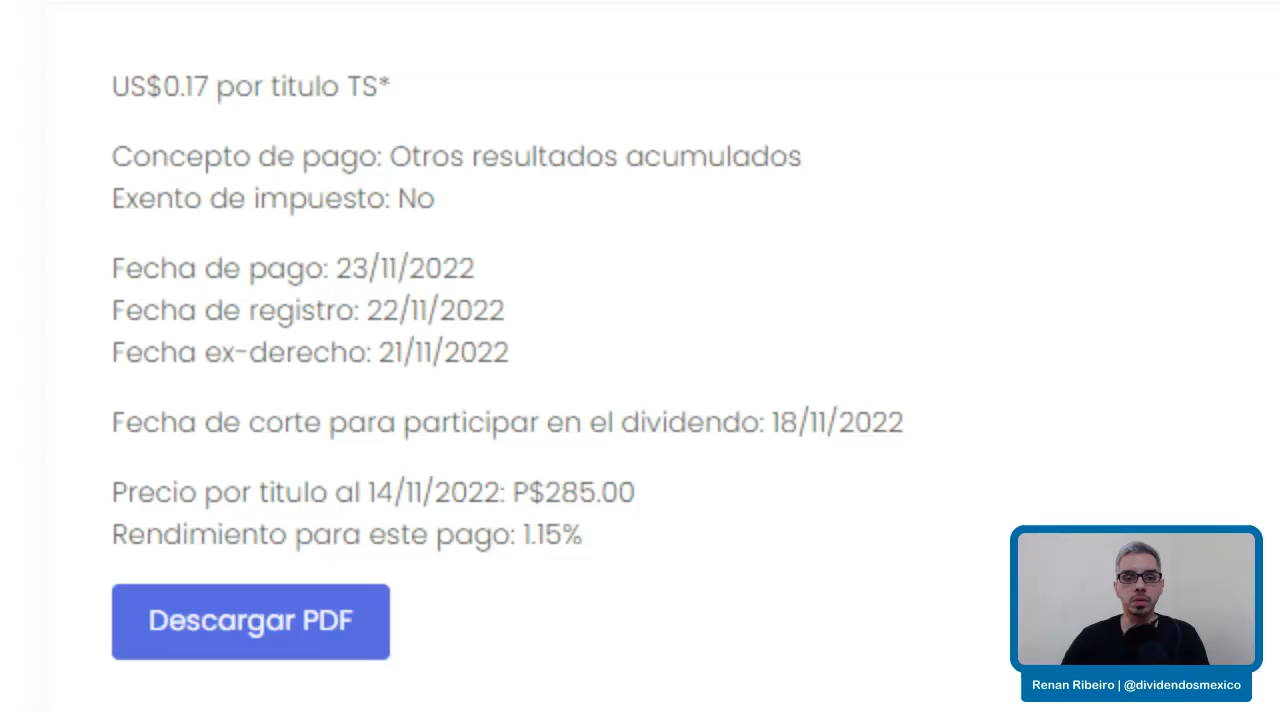 US$0.17 por titulo TS*
Concepto de pago: Otros resultados acumulados
Exento de impuesto: No
Fecha de pago: 23/11/2022
Fecha de registro: 22/11/2022
Fecha ex-derecho: 21/11/2022
Fecha de corte para participar en el dividendo: 18/11/2022
Precio por titulo al 14/11/2022: P$285.00
Rendimiento para este pago: 1.15%
Descargar PDF
Renan Ribeiro | @dividendosmexico